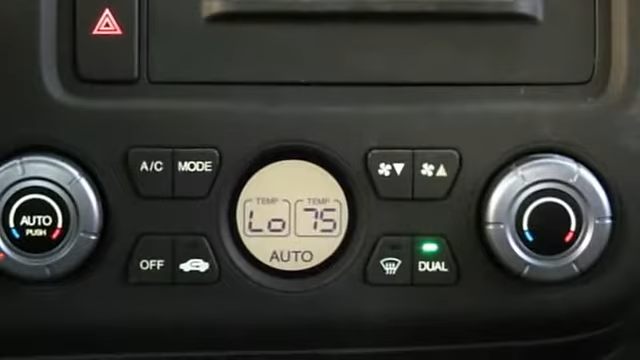 A/C MODE
TEMP TEMP
Lo 75
AUTO
AUTO
PUSH
OFF
DUAL